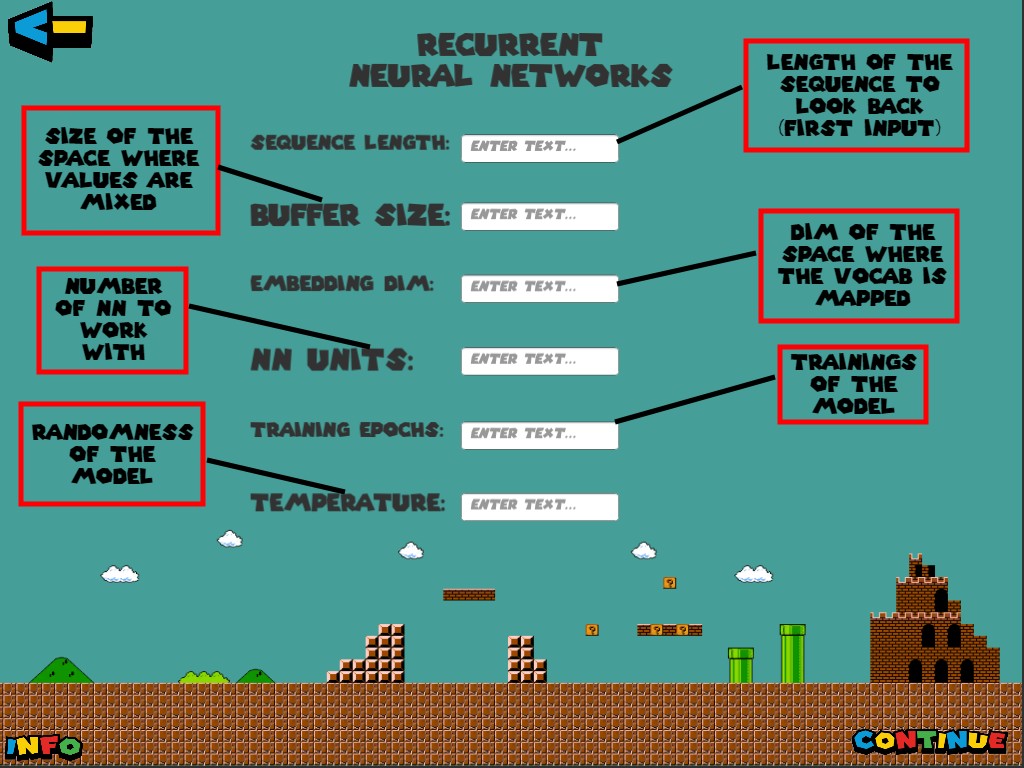 RECURRENT
NEURAL NETWORKS
LENGTH OF THE
SEQUENCE TO
LOOK BACK
(FIRST INPUT)
SIZE OF THE
SPACE WHERE
VALUES ARE
MIXED
SEQUENCE LENGTH: ENTER TEXT...
BUFFER SIZE: ENTER TEXT...
DIM OF THE
SPACE WHERE
THE VOCAB IS
MAPPED
NUMBER
OF NN TO
WORK
WITH
EMBEDDING DIM: ENTER TEXT...
NN UNITS: ENTER TEXT...
TRAININGS
OF THE
MODEL
RANDOMNESS
OF THE
MODEL
TRAINING EPOCHS: ENTER TEXT...
TEMPERATURE: ENTER TEXT...
?
? ? ?
INFO
CONTINUE